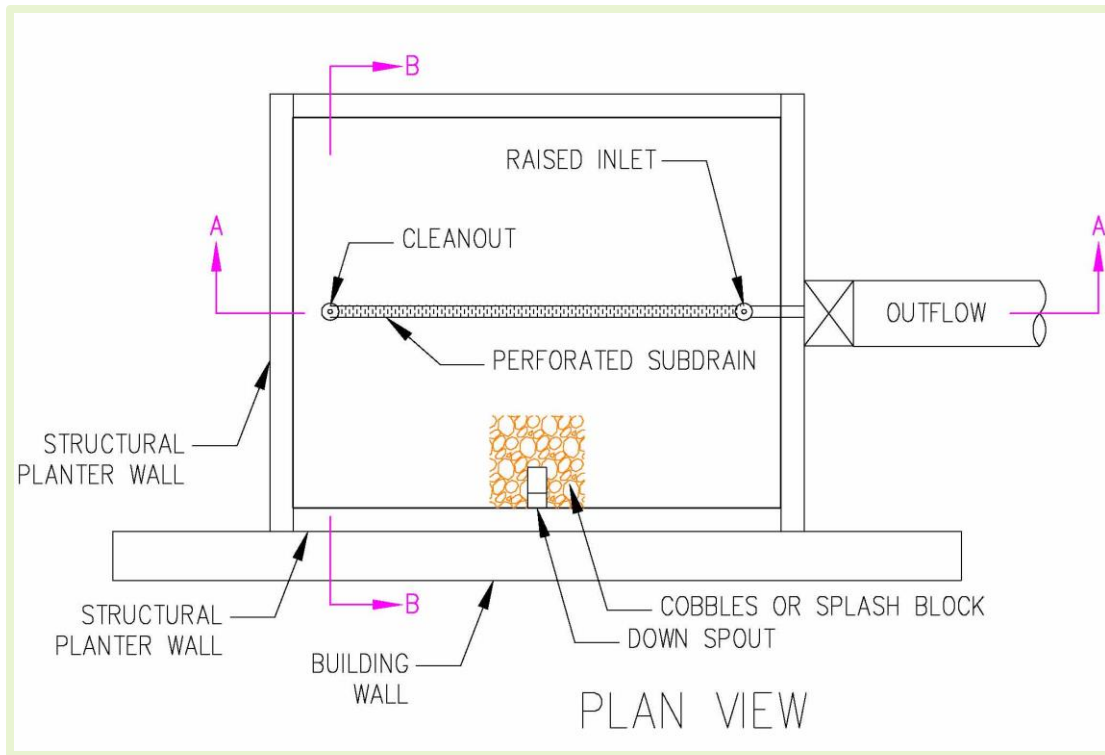 B
RAISED INLET
A
A
CLEANOUT
OUTFLOW
PERFORATED SUBDRAIN
STRUCTURAL
PLANTER WALL
B
STRUCTURAL
PLANTER WALL
COBBLES OR SPLASH BLOCK
DOWN SPOUT
BUILDING
WALL
PLAN VIEW